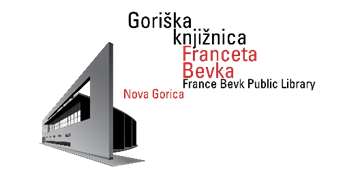 Goriška
knjižnica
Franceta
Bevka
France Bevk Public Library
Nova Gorica